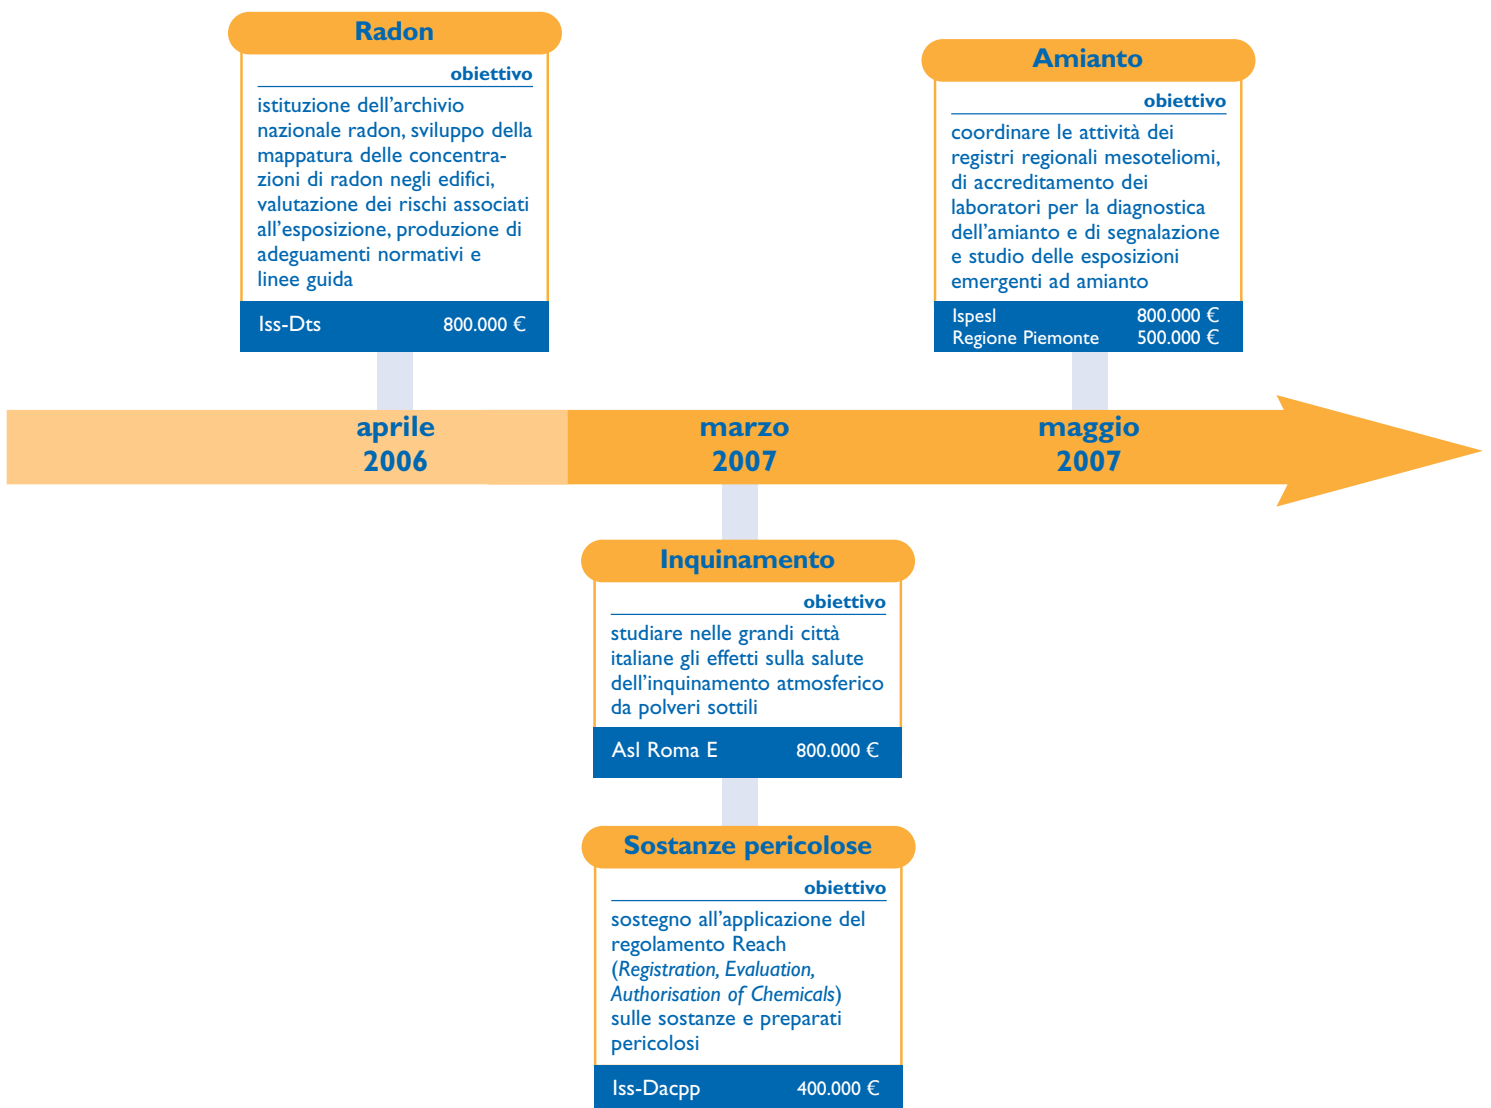 Radon
obiettivo
istituzione dell'archivio
nazionale radon, sviluppo della
mappatura delle concentra-
zioni di radon negli edifici,
valutazione dei rischi associati
all'esposizione, produzione di
adeguamenti normativi e
linee guida
Iss-Dts 800.000 €
Amianto
obiettivo
coordinare le attività dei
registri regionali mesoteliomi,
di accreditamento dei
laboratori per la diagnostica
dell'amianto e di segnalazione
e studio delle esposizioni
emergenti ad amianto
Ispesl 800.000 €
Regione Piemonte 500.000 €
aprile
2006
marzo
2007
maggio
2007
Inquinamento
obiettivo
studiare nelle grandi città
italiane gli effetti sulla salute
dell'inquinamento atmosferico
da polveri sottili
Asl Roma E 800.000 €
Sostanze pericolose
obiettivo
sostegno all'applicazione del
regolamento Reach
(Registration, Evaluation,
Authorisation of Chemicals)
sulle sostanze e preparati
pericolosi
Iss-Dacpp 400.000 €